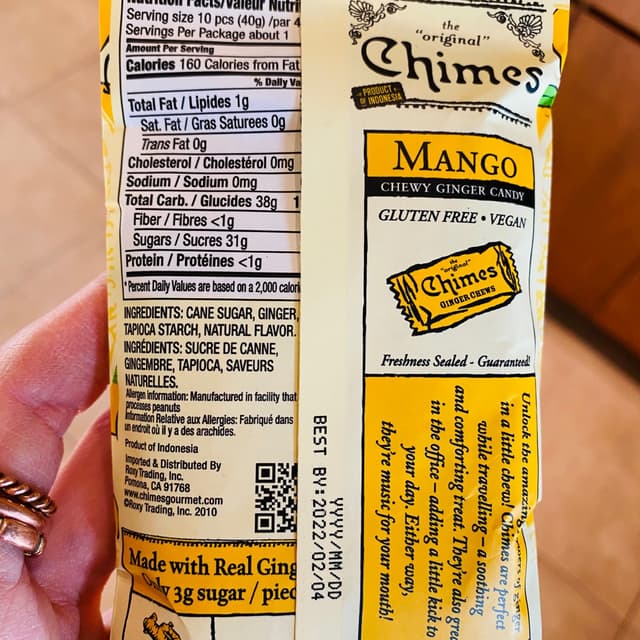 Nutrition Facts/Valeur Nutri
Serving size 10 pcs (40g) /par 4
Servings Per Package about 1
Amount Per Serving
Calories 160 Calories from Fat
% Daily Va
Total Fat / Lipides 1g
Sat. Fat / Gras Saturees 0g
Trans Fat 0g
Cholesterol / Cholestérol 0mg
Sodium / Sodium 0mg
Total Carb. / Glucides 38g 1
Fiber / Fibres <1g
Sugars / Sucres 31g
Protein / Protéines <1g
* Percent Daily Values are based on a 2,000 calori
INGREDIENTS: CANE SUGAR, GINGER,
TAPIOCA STARCH, NATURAL FLAVOR.
INGRÉDIENTS: SUCRE DE CANNE,
GINGEMBRE, TAPIOCA, SAVEURS
NATURELLES.
Allergen information: Manufactured in facility that
processes peanuts
Information Relative aux Allergies: Fabriqué dans
un endroit où il y a des arachides.
Product of Indonesia
Imported & Distributed By
Roxy Trading, Inc.
Pomona, CA 91768
www.chimesgourmet.com
©Roxy Trading, Inc. 2010
Made with Real Ging
Only 3g sugar / piec
BEST BY:2022/02/04
YYYY/MM/DD
the
"original"
Chimes
PRODUCT
OF INDONESIA
MANGO
CHEWY GINGER CANDY
GLUTEN FREE • VEGAN
the
"original"
Chimes
GINGER CHEWS
Freshness Sealed - Guaranteed!
Unlock the amazing powers of ginger
in a little chew! Chimes are perfect
while travelling – a soothing
and comforting treat. They're also gre
in the office – adding a little kick
your day. Either way,
they're music for your mouth!